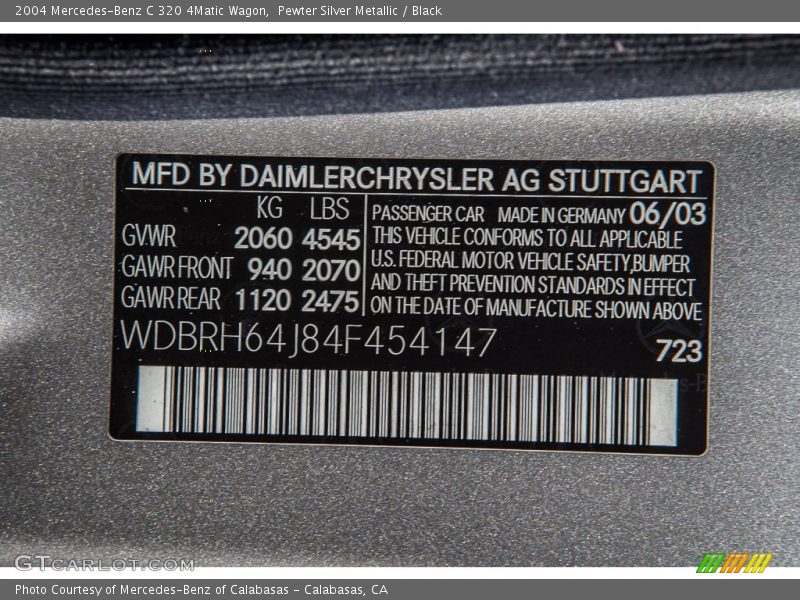 2004 Mercedes-Benz C 320 4Matic Wagon, Pewter Silver Metallic / Black
MFD BY DAIMLERCHRYSLER AG STUTTGART
KG LBS
GVWR 2060 4545
GAWR FRONT 940 2070
GAWR REAR 1120 2475
PASSENGER CAR MADE IN GERMANY 06/03
THIS VEHICLE CONFORMS TO ALL APPLICABLE
U.S. FEDERAL MOTOR VEHICLE SAFETY,BUMPER
AND THEFT PREVENTION STANDARDS IN EFFECT
ON THE DATE OF MANUFACTURE SHOWN ABOVE
WDBRH64J84F454147
723
GTCARLOT.COM
Photo Courtesy of Mercedes-Benz of Calabasas - Calabasas, CA